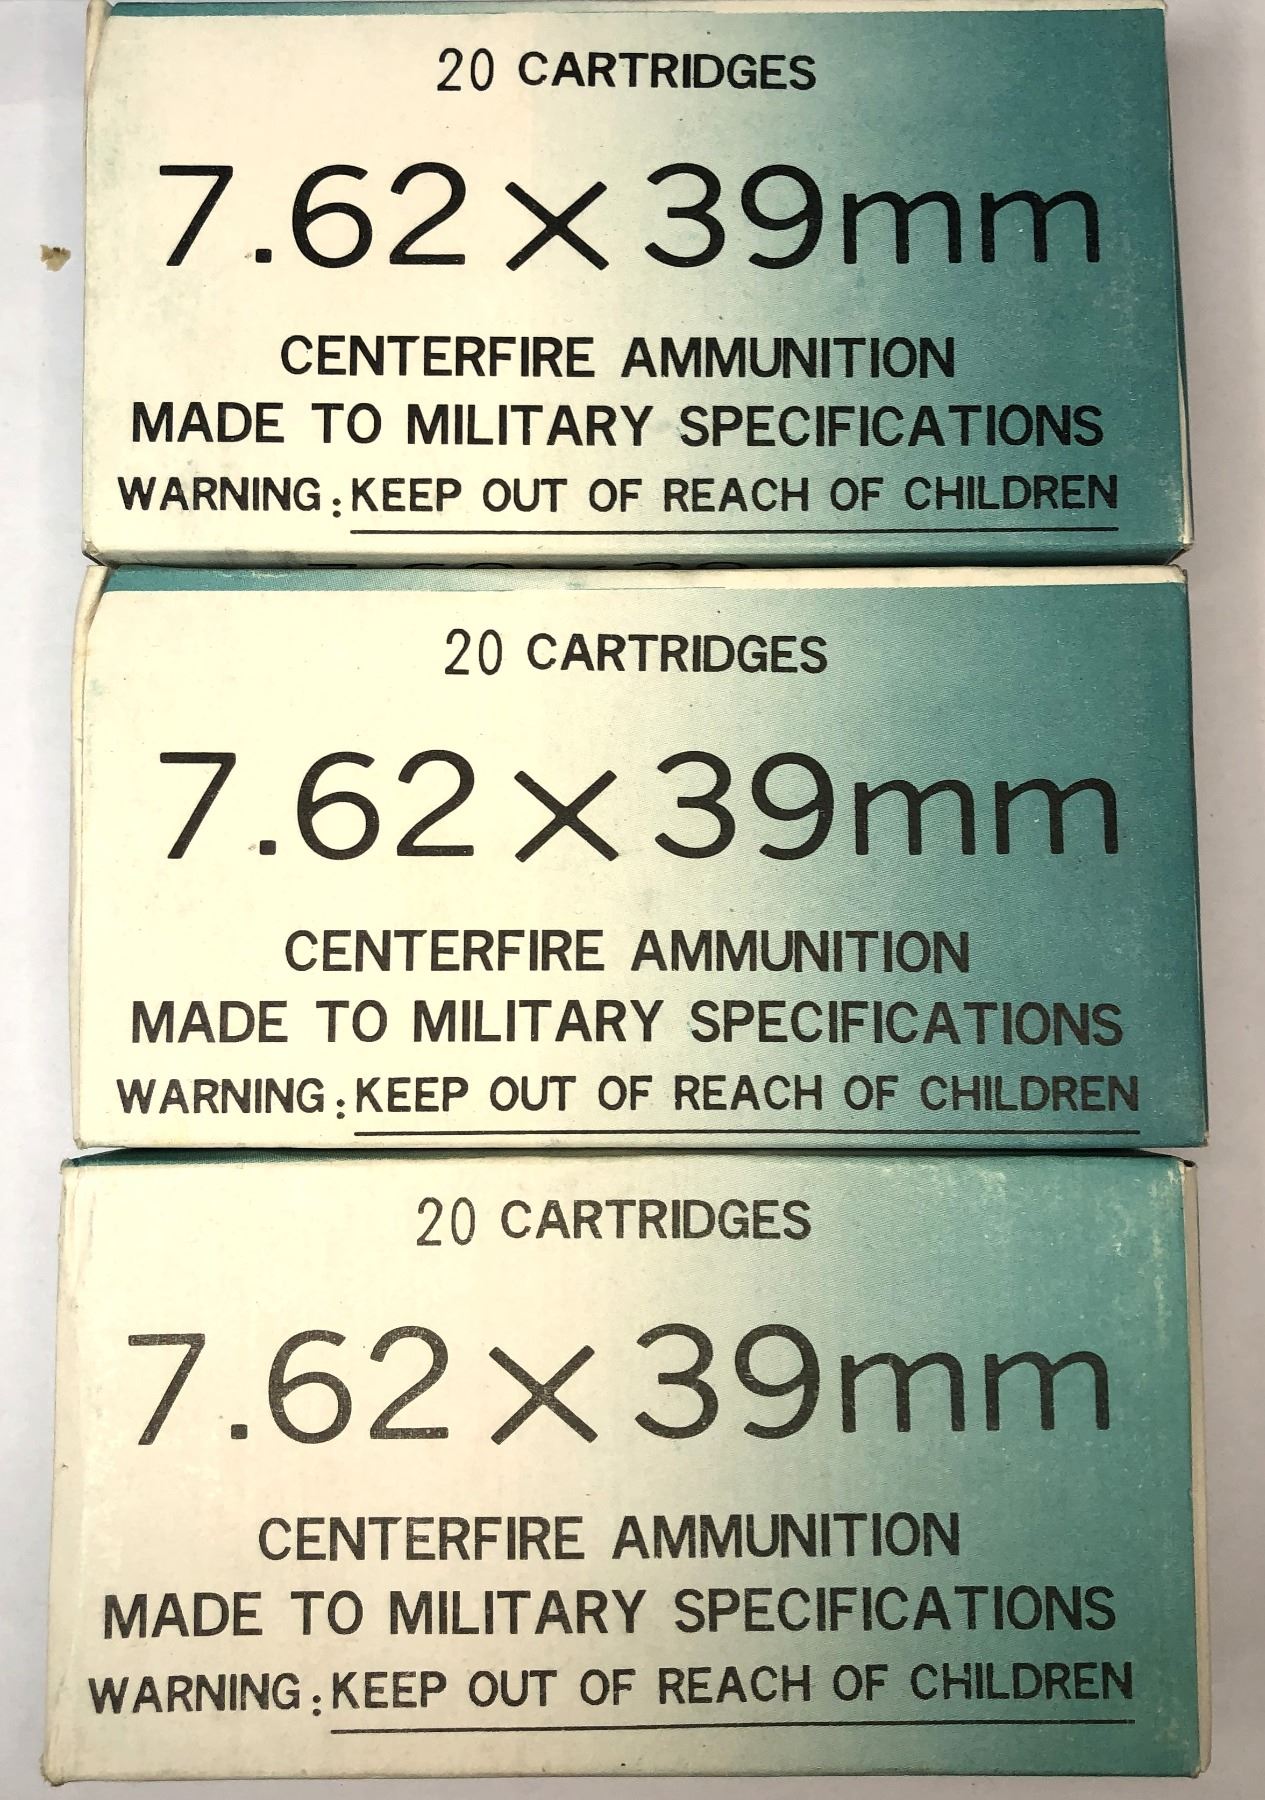 20 CARTRIDGES
7.62×39mm
CENTERFIRE AMMUNITION
MADE TO MILITARY SPECIFICATIONS
WARNING: KEEP OUT OF REACH OF CHILDREN
20 CARTRIDGES
7.62×39mm
CENTERFIRE AMMUNITION
MADE TO MILITARY SPECIFICATIONS
WARNING: KEEP OUT OF REACH OF CHILDREN
20 CARTRIDGES
7.62×39mm
CENTERFIRE AMMUNITION
MADE TO MILITARY SPECIFICATIONS
WARNING: KEEP OUT OF REACH OF CHILDREN